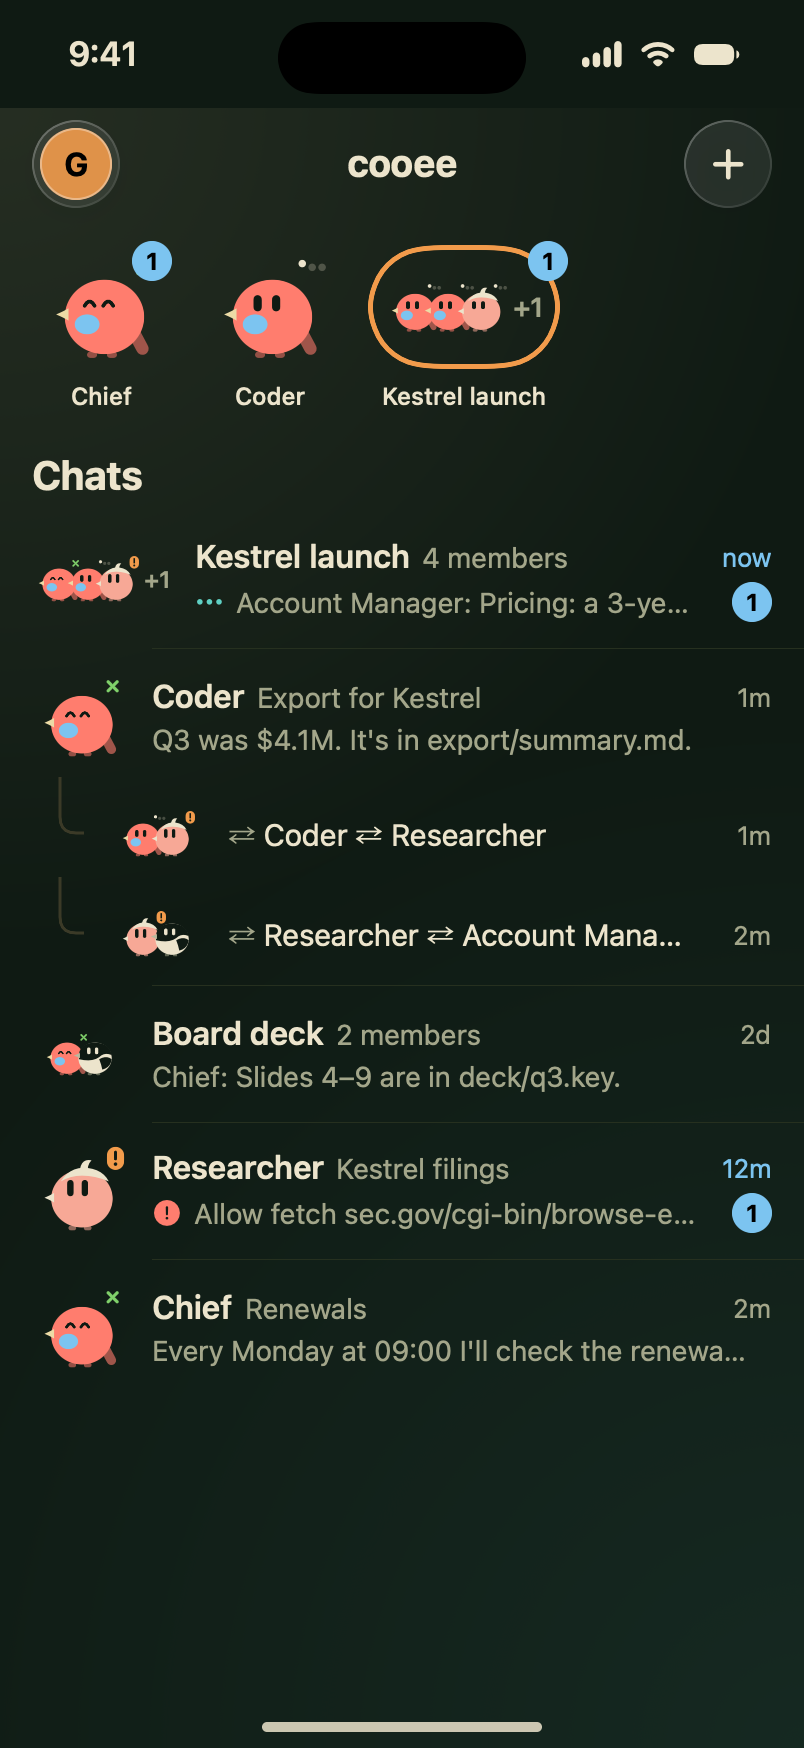 9:41
G
cooee
+
1
1
+1
Chief
Coder
Kestrel launch
Chats
+1
Kestrel launch 4 members now
Account Manager: Pricing: a 3-ye... 1
Coder Export for Kestrel 1m
Q3 was $4.1M. It's in export/summary.md.
⇄ Coder ⇄ Researcher 1m
⇄ Researcher ⇄ Account Mana... 2m
Board deck 2 members 2d
Chief: Slides 4–9 are in deck/q3.key.
Researcher Kestrel filings 12m
! Allow fetch sec.gov/cgi-bin/browse-e... 1
Chief Renewals 2m
Every Monday at 09:00 I'll check the renewa...